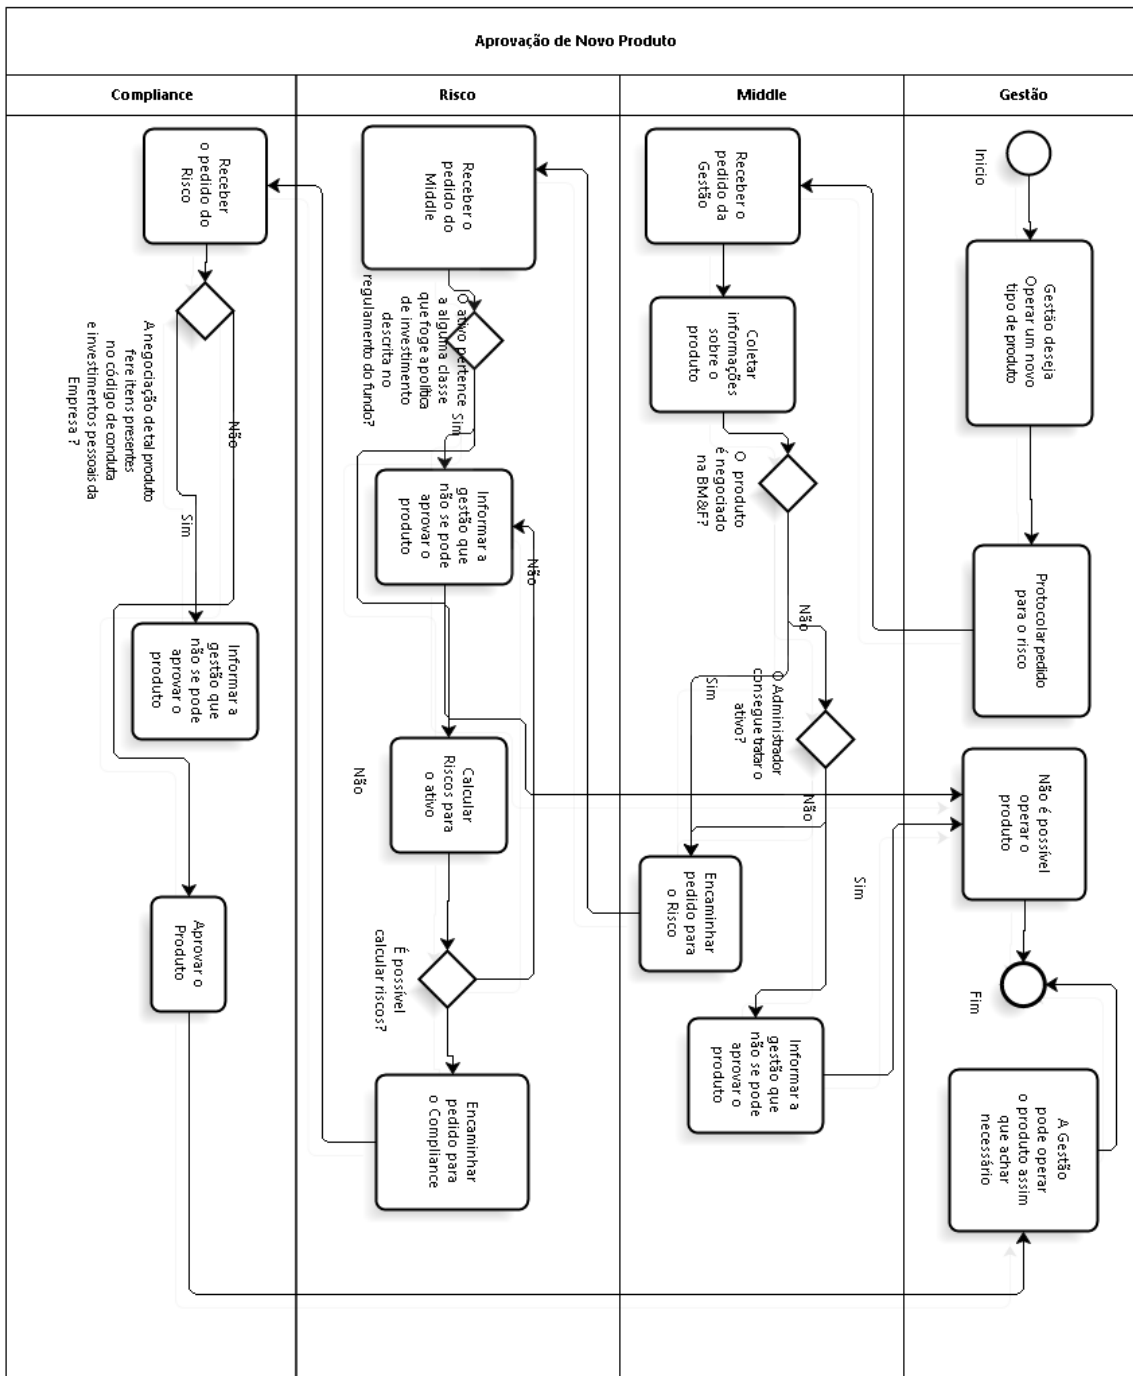 Aprovação de Novo Produto
Compliance
Risco
Middle
Gestão
Inicio
Gestão deseja
Operar um novo
tipo de produto
Protocolar pedido
para o risco
Não é possível
operar o
produto
Fim
A Gestão
pode operar
o produto assim
que achar
necessário
Receber o
pedido da
Gestão
Coletar
informações
sobre o
produto
O produto
é negociado
na BM&F?
Não
Sim
O Administrador
consegue tratar o
ativo?
Não
Sim
Encaminhar
pedido para
o Risco
Informar a
gestão que
não se pode
aprovar o
produto
Receber o
pedido do
Middle
O ativo pertence
a alguma classe
que foge a política
de investimento
descrita no
regulamento do fundo?
Sim
Informar a
gestão que
não se pode
aprovar o
produto
Não
Não
Calcular
Riscos para
o ativo
É possível
calcular riscos?
Encaminhar
pedido para
o Compliance
Receber
o pedido do
Risco
A negociação de tal produto
fere itens presentes
no código de conduta
e investimentos pessoais da
Empresa ?
Não
Sim
Informar a
gestão que
não se pode
aprovar o
produto
Aprovar o
Produto